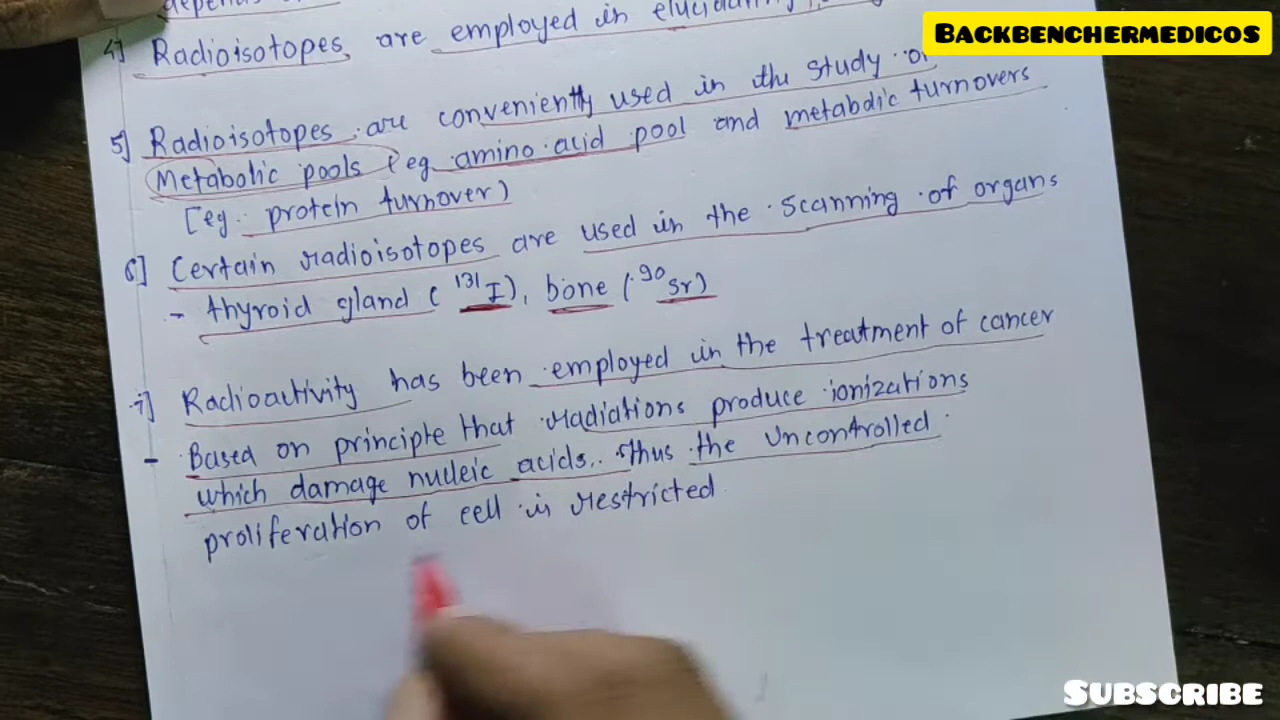 BACKBENCHERMEDICOS
depends
4] Radioisotopes are employed in elucidating
5] Radioisotopes are conveniently used in the study of
Metabolic pools (eg amino acid pool and metabolic turnovers
[eg. protein turnover)
6] Certain radioisotopes are used in the scanning of organs
- thyroid gland (¹³¹I), bone (⁹⁰Sr)
7] Radioactivity has been employed in the treatment of cancer
- Based on principle that radiations produce ionizations
which damage nucleic acids. Thus the Uncontrolled
proliferation of cell is restricted
SUBSCRIBE